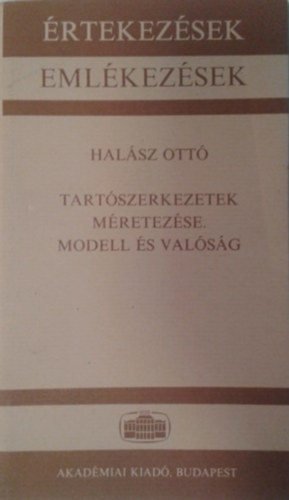 ÉRTEKEZÉSEK
EMLÉKEZÉSEK
HALÁSZ OTTÓ
TARTÓSZERKEZETEK
MÉRETEZÉSE.
MODELL ÉS VALÓSÁG
AKADÉMIAI KIADÓ, BUDAPEST